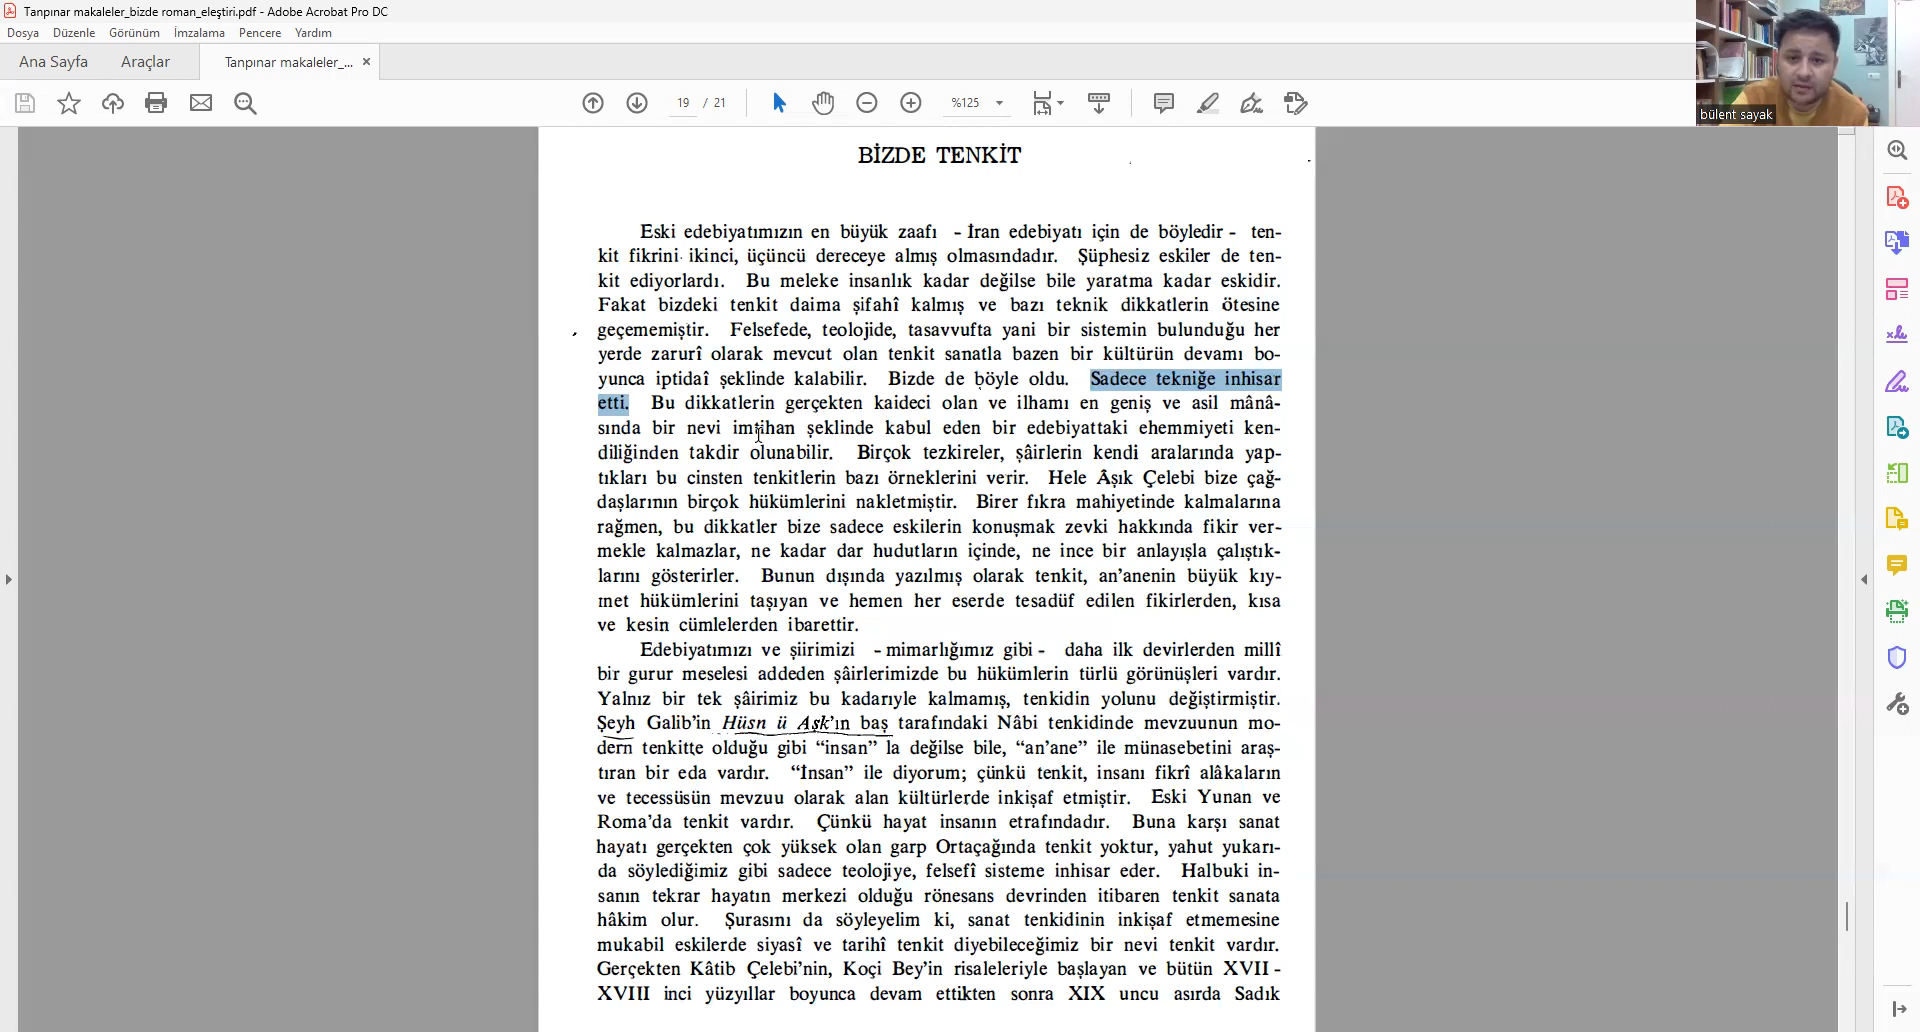 Tanpınar makaleler_bizde roman_eleştiri.pdf - Adobe Acrobat Pro DC
Dosya Düzenle Görünüm İmzalama Pencere Yardım
Ana Sayfa Araçlar Tanpınar makaleler_... ×
19 / 21 %125
bülent sayak
BİZDE TENKİT
Eski edebiyatımızın en büyük zaafı - İran edebiyatı için de böyledir - ten-
kit fikrini ikinci, üçüncü dereceye almış olmasındadır. Şüphesiz eskiler de ten-
kit ediyorlardı. Bu meleke insanlık kadar değilse bile yaratma kadar eskidir.
Fakat bizdeki tenkit daima şifahî kalmış ve bazı teknik dikkatlerin ötesine
geçememiştir. Felsefede, teolojide, tasavvufta yani bir sistemin bulunduğu her
yerde zarurî olarak mevcut olan tenkit sanatla bazen bir kültürün devamı bo-
yunca iptidaî şeklinde kalabilir. Bizde de böyle oldu. Sadece tekniğe inhisar
etti. Bu dikkatlerin gerçekten kaideci olan ve ilhamı en geniş ve asil mânâ-
sında bir nevi imtihan şeklinde kabul eden bir edebiyattaki ehemmiyeti ken-
diliğinden takdir olunabilir. Birçok tezkireler, şâirlerin kendi aralarında yap-
tıkları bu cinsten tenkitlerin bazı örneklerini verir. Hele Âşık Çelebi bize çağ-
daşlarının birçok hükümlerini nakletmiştir. Birer fıkra mahiyetinde kalmalarına
rağmen, bu dikkatler bize sadece eskilerin konuşmak zevki hakkında fikir ver-
mekle kalmazlar, ne kadar dar hudutların içinde, ne ince bir anlayışla çalıştık-
larını gösterirler. Bunun dışında yazılmış olarak tenkit, an'anenin büyük kıy-
met hükümlerini taşıyan ve hemen her eserde tesadüf edilen fikirlerden, kısa
ve kesin cümlelerden ibarettir.
Edebiyatımızı ve şiirimizi - mimarlığımız gibi - daha ilk devirlerden millî
bir gurur meselesi addeden şâirlerimizde bu hükümlerin türlü görünüşleri vardır.
Yalnız bir tek şâirimiz bu kadarıyle kalmamış, tenkidin yolunu değiştirmiştir.
Şeyh Galib'in Hüsn ü Aşk'ın baş tarafındaki Nâbi tenkidinde mevzuunun mo-
dern tenkitte olduğu gibi “insan” la değilse bile, “an'ane” ile münasebetini araş-
tıran bir eda vardır. “İnsan” ile diyorum; çünkü tenkit, insanı fikrî alâkaların
ve tecessüsün mevzuu olarak alan kültürlerde inkişaf etmiştir. Eski Yunan ve
Roma'da tenkit vardır. Çünkü hayat insanın etrafındadır. Buna karşı sanat
hayatı gerçekten çok yüksek olan garp Ortaçağında tenkit yoktur, yahut yukarı-
da söylediğimiz gibi sadece teolojiye, felsefî sisteme inhisar eder. Halbuki in-
sanın tekrar hayatın merkezi olduğu rönesans devrinden itibaren tenkit sanata
hâkim olur. Şurasını da söyleyelim ki, sanat tenkidinin inkişaf etmemesine
mukabil eskilerde siyasî ve tarihî tenkit diyebileceğimiz bir nevi tenkit vardır.
Gerçekten Kâtib Çelebi'nin, Koçi Bey'in risaleleriyle başlayan ve bütün XVII -
XVIII inci yüzyıllar boyunca devam ettikten sonra XIX uncu asırda Sadık